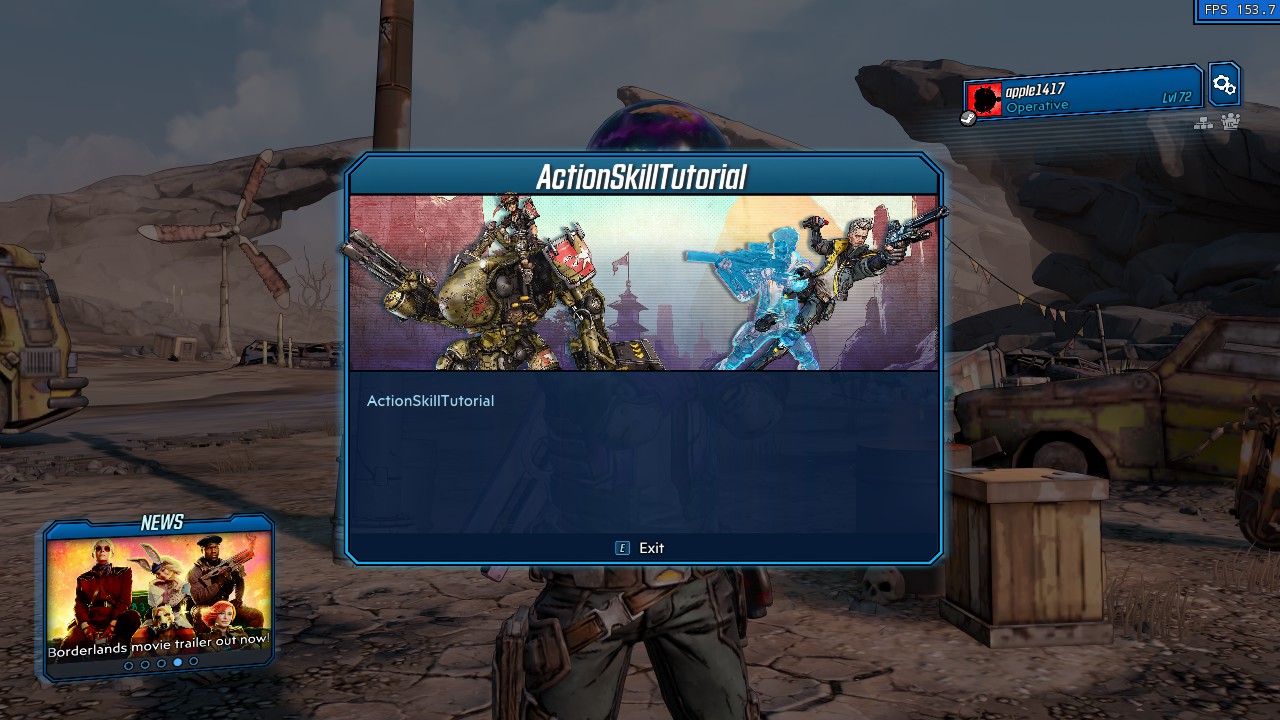 FPS 153.7
apple1417
Operative
Lvl 72
ActionSkillTutorial
ActionSkillTutorial
E Exit
NEWS
Borderlands movie trailer out now!